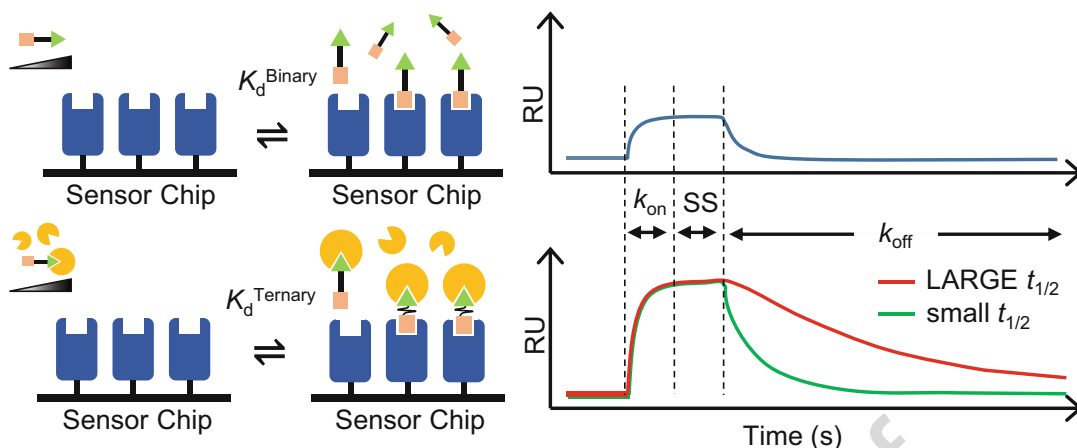 K_d^Binary
Sensor Chip
Sensor Chip
K_d^Ternary
Sensor Chip
Sensor Chip
RU
k_on
SS
k_off
RU
LARGE t_1/2
small t_1/2
Time (s)
c